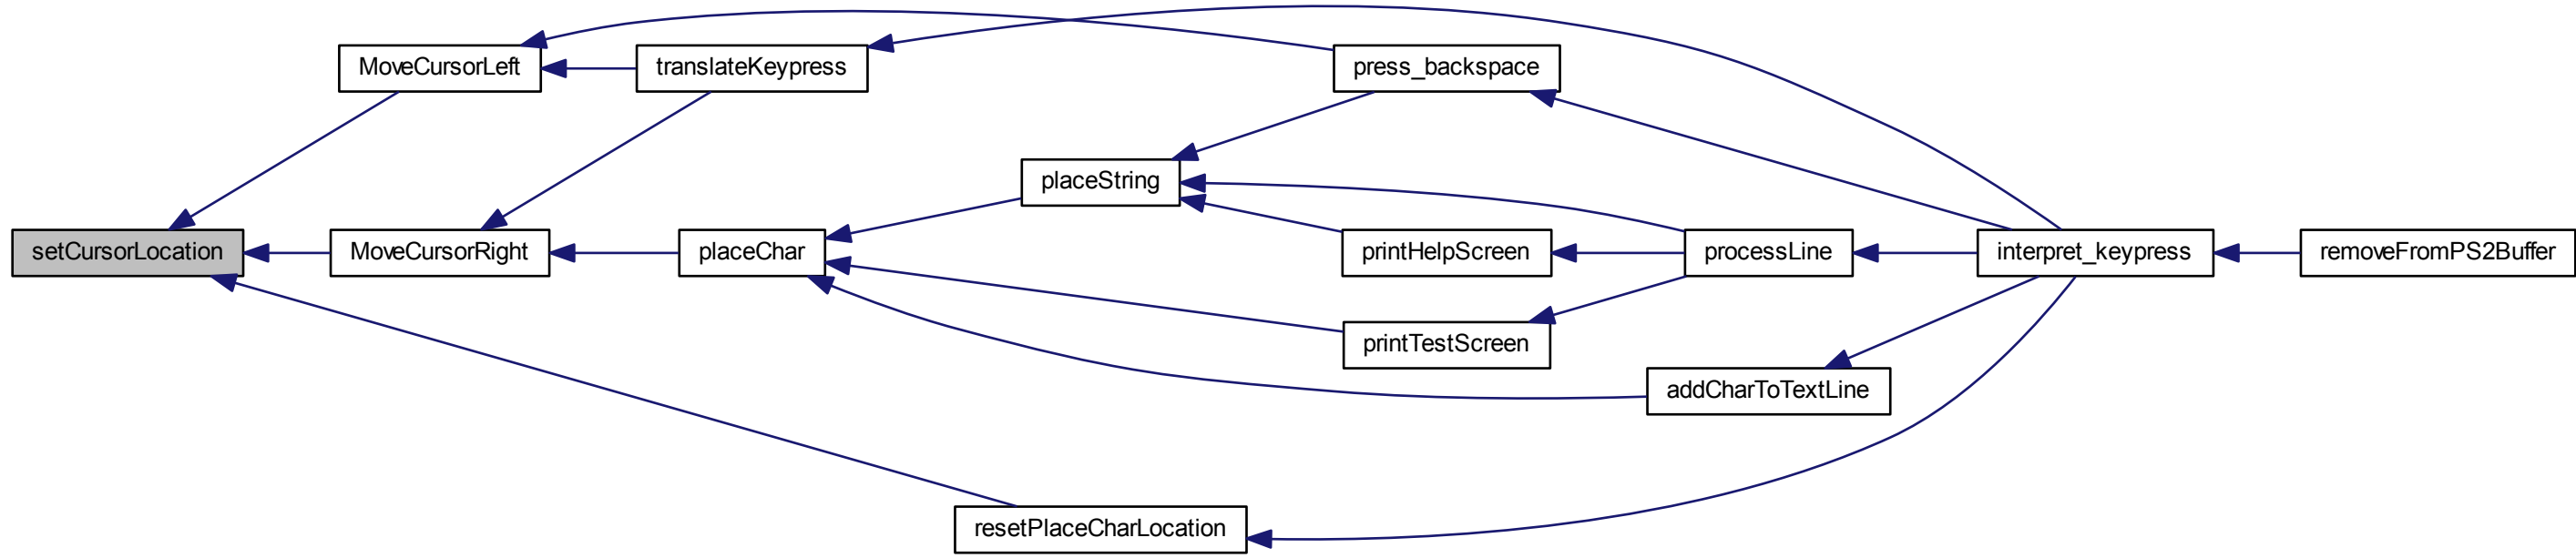 MoveCursorLeft
translateKeypress
press_backspace
placeString
setCursorLocation
MoveCursorRight
placeChar
printHelpScreen
processLine
interpret_keypress
removeFromPS2Buffer
printTestScreen
addCharToTextLine
resetPlaceCharLocation